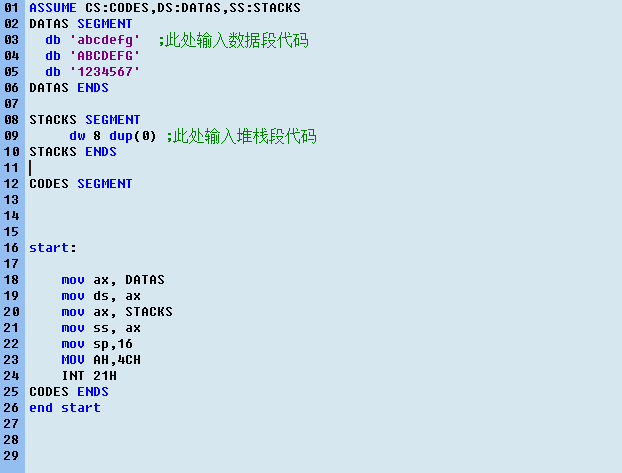 01 ASSUME CS:CODES,DS:DATAS,SS:STACKS
02 DATAS SEGMENT
03   db 'abcdefg'  ;此处输入数据段代码
04   db 'ABCDEFG'
05   db '1234567'
06 DATAS ENDS
07
08 STACKS SEGMENT
09      dw 8 dup(0) ;此处输入堆栈段代码
10 STACKS ENDS
11
12 CODES SEGMENT
13
14
15
16 start:
17
18     mov ax, DATAS
19     mov ds, ax
20     mov ax, STACKS
21     mov ss, ax
22     mov sp,16
23     MOV AH,4CH
24     INT 21H
25 CODES ENDS
26 end start
27
28
29